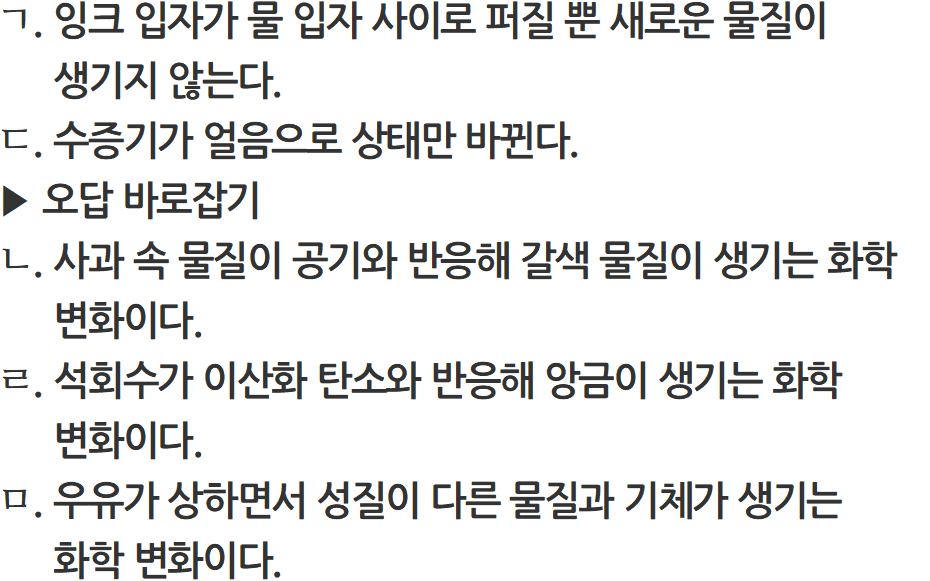 ㄱ. 잉크 입자가 물 입자 사이로 퍼질 뿐 새로운 물질이
생기지 않는다.
ㄷ. 수증기가 얼음으로 상태만 바뀐다.
▶ 오답 바로잡기
ㄴ. 사과 속 물질이 공기와 반응해 갈색 물질이 생기는 화학
변화이다.
ㄹ. 석회수가 이산화 탄소와 반응해 앙금이 생기는 화학
변화이다.
ㅁ. 우유가 상하면서 성질이 다른 물질과 기체가 생기는
화학 변화이다.